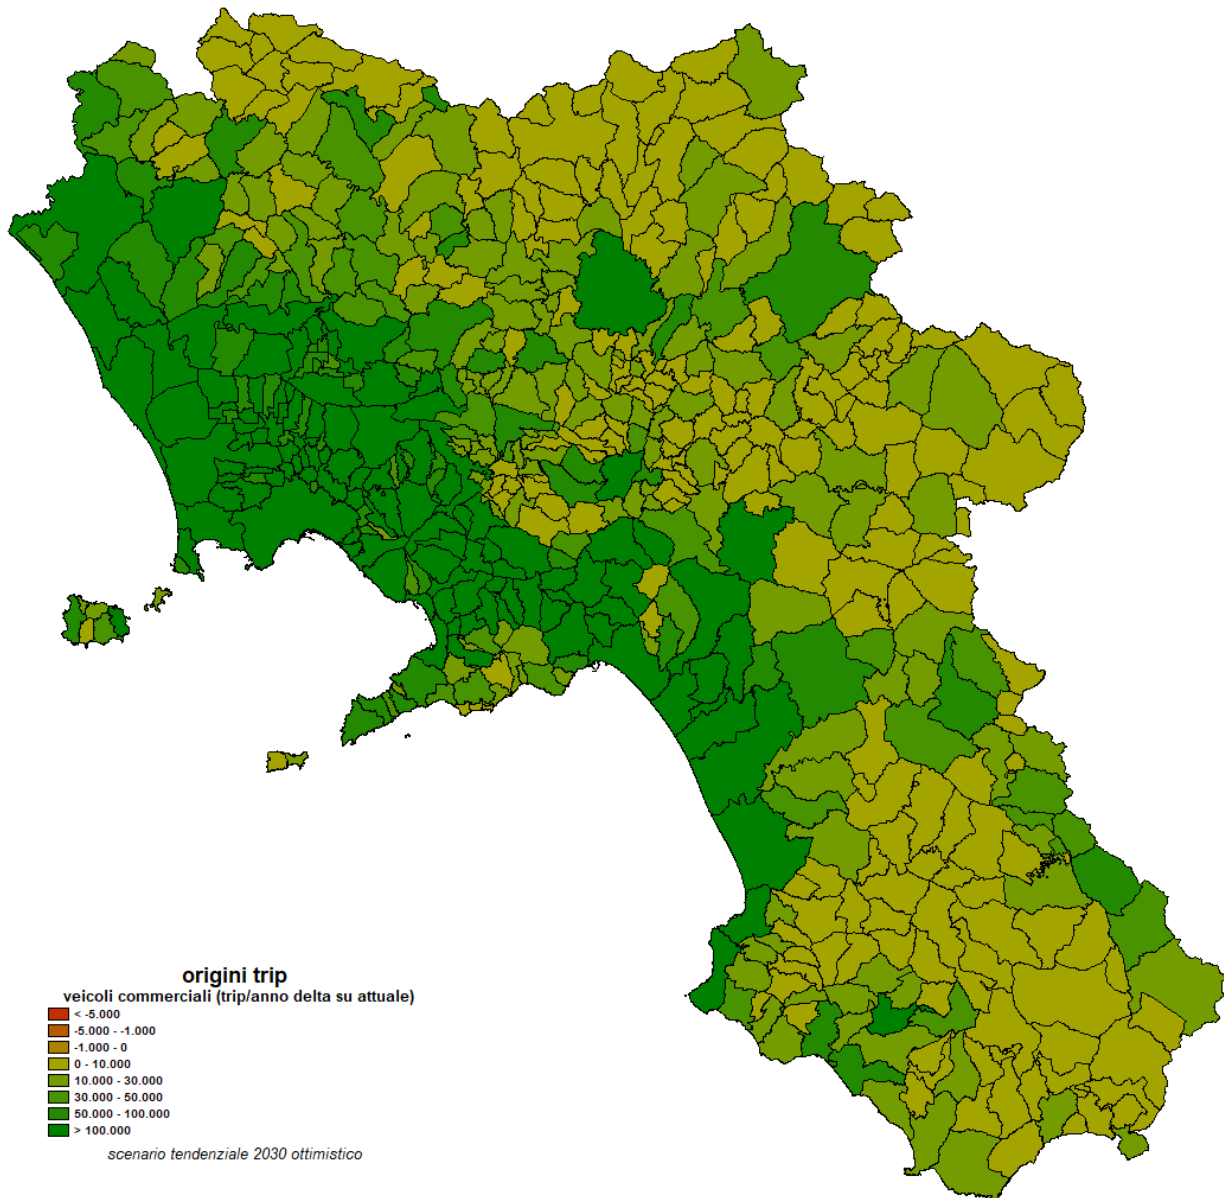 origini trip
veicoli commerciali (trip/anno delta su attuale)
< -5.000
-5.000 - -1.000
-1.000 - 0
0 - 10.000
10.000 - 30.000
30.000 - 50.000
50.000 - 100.000
> 100.000
scenario tendenziale 2030 ottimistico